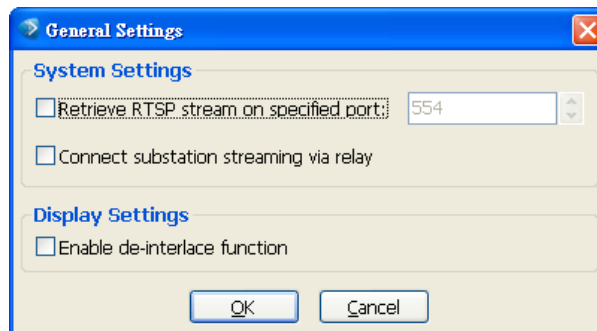 General Settings
System Settings
Retrieve RTSP stream on specified port: 554
Connect substation streaming via relay
Display Settings
Enable de-interlace function
OK Cancel